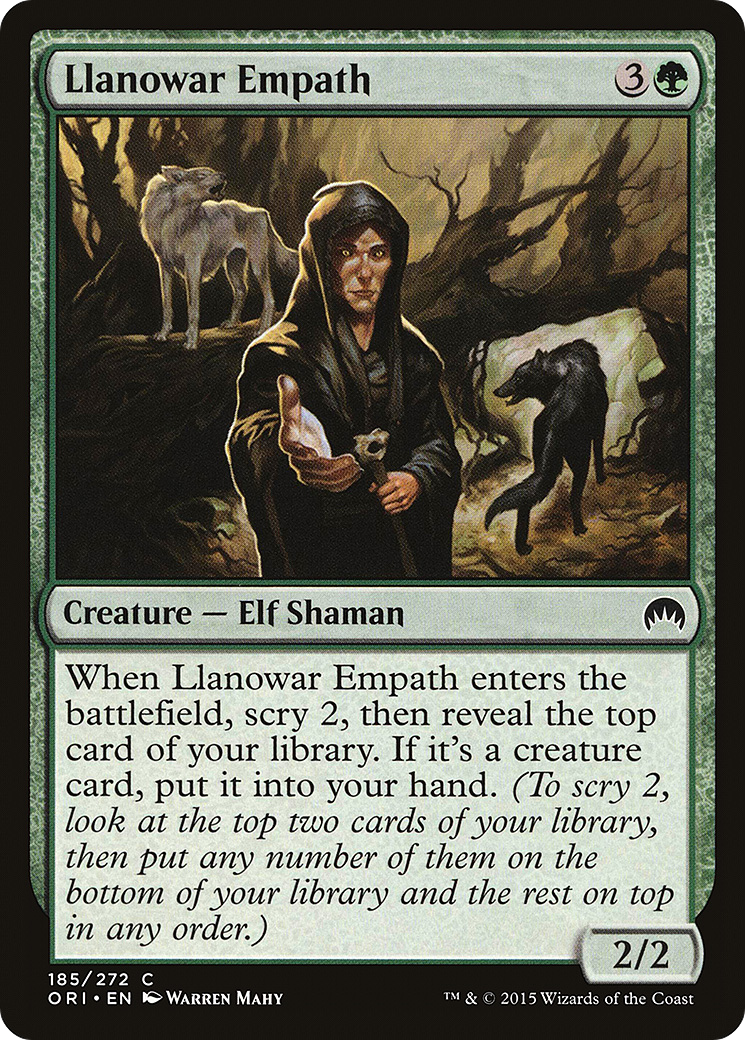 Llanowar Empath 3
Creature — Elf Shaman
When Llanowar Empath enters the
battlefield, scry 2, then reveal the top
card of your library. If it's a creature
card, put it into your hand. (To scry 2,
look at the top two cards of your library,
then put any number of them on the
bottom of your library and the rest on top
in any order.)
2/2
185/272 C
ORI • EN Warren Mahy
™ & © 2015 Wizards of the Coast